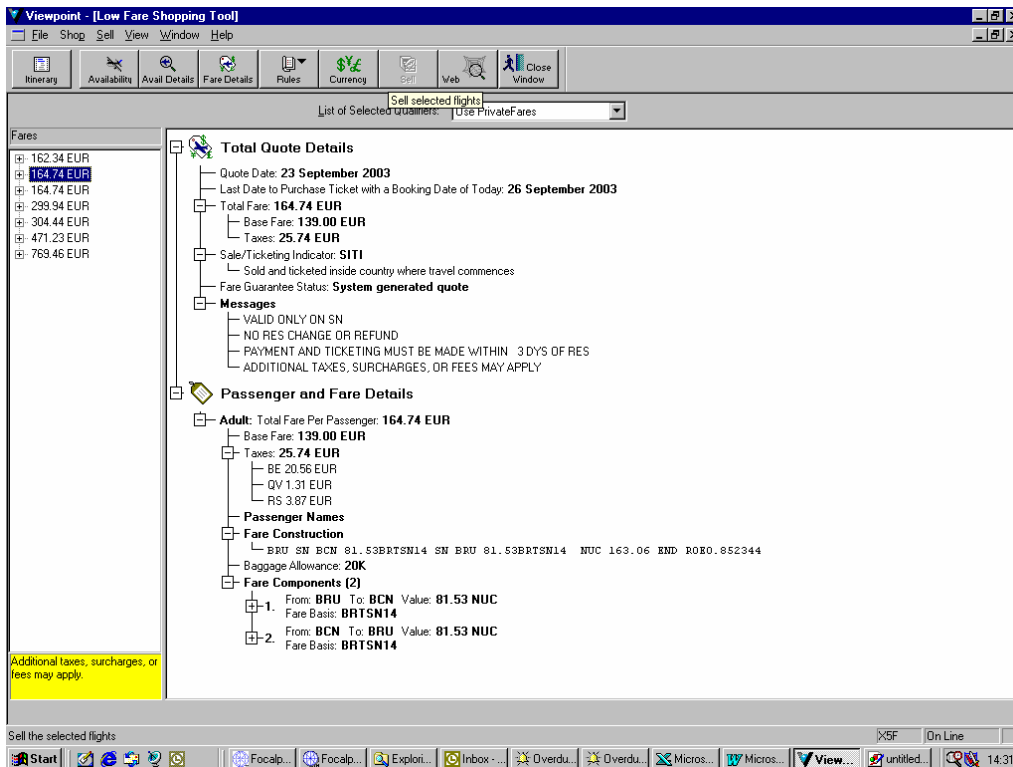 Viewpoint - [Low Fare Shopping Tool]
File Shop Sell View Window Help
Itinerary Availability Avail Details Fare Details Rules Currency Sell Web Close Window
Sell selected flights
List of Selected Qualifiers: Use PrivateFares
Fares
162.34 EUR
164.74 EUR
164.74 EUR
299.94 EUR
304.44 EUR
471.23 EUR
769.46 EUR
Additional taxes, surcharges, or
fees may apply.
Total Quote Details
Quote Date: 23 September 2003
Last Date to Purchase Ticket with a Booking Date of Today: 26 September 2003
Total Fare: 164.74 EUR
Base Fare: 139.00 EUR
Taxes: 25.74 EUR
Sale/Ticketing Indicator: SITI
Sold and ticketed inside country where travel commences
Fare Guarantee Status: System generated quote
Messages
VALID ONLY ON SN
NO RES CHANGE OR REFUND
PAYMENT AND TICKETING MUST BE MADE WITHIN 3 DYS OF RES
ADDITIONAL TAXES, SURCHARGES, OR FEES MAY APPLY
Passenger and Fare Details
Adult: Total Fare Per Passenger: 164.74 EUR
Base Fare: 139.00 EUR
Taxes: 25.74 EUR
BE 20.56 EUR
QV 1.31 EUR
RS 3.87 EUR
Passenger Names
Fare Construction
BRU SN BCN 81.53BRTSN14 SN BRU 81.53BRTSN14 NUC 163.06 END ROE0.852344
Baggage Allowance: 20K
Fare Components (2)
1. From: BRU To: BCN Value: 81.53 NUC
Fare Basis: BRTSN14
2. From: BCN To: BRU Value: 81.53 NUC
Fare Basis: BRTSN14
Sell the selected flights X5F On Line
Start Focalp... Focalp... Explori... Inbox - ... Overdu... Overdu... Micros... Micros... View... untitled... 14:31